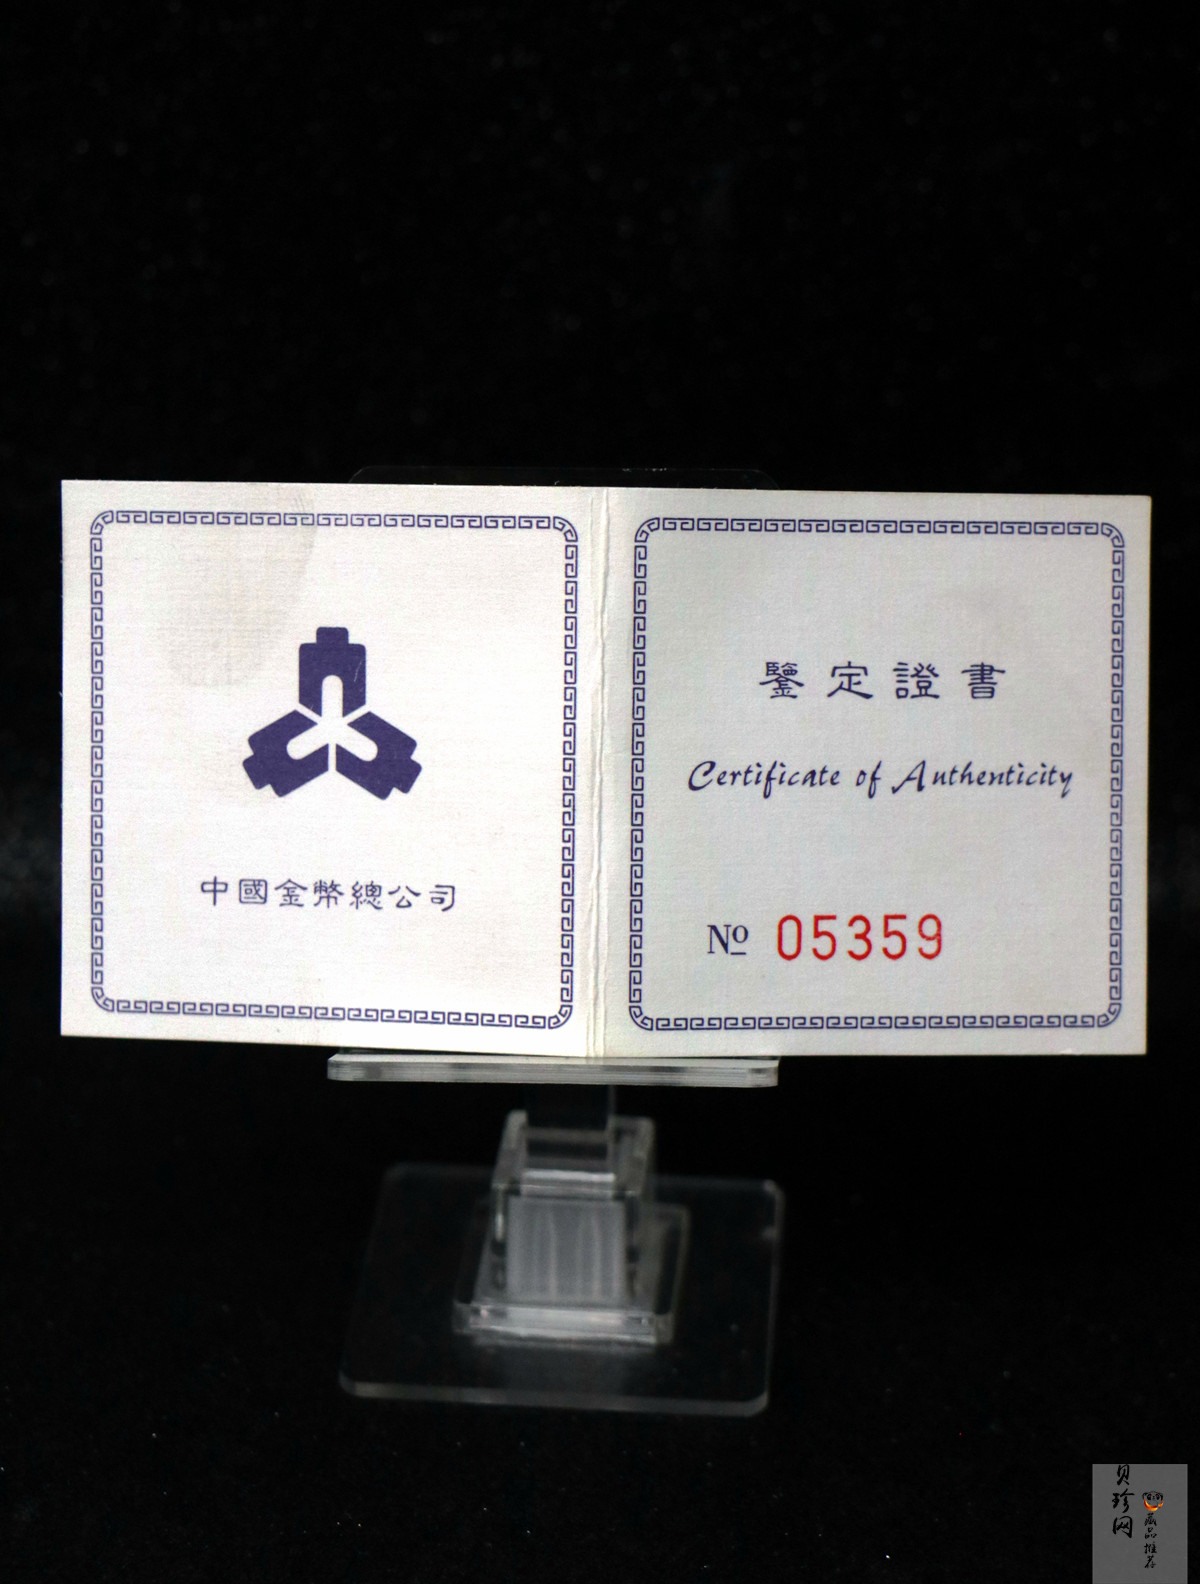 中國金幣總公司
鑒定證書
Certificate of Authenticity
№ 05359
贝珍网
藏品推荐